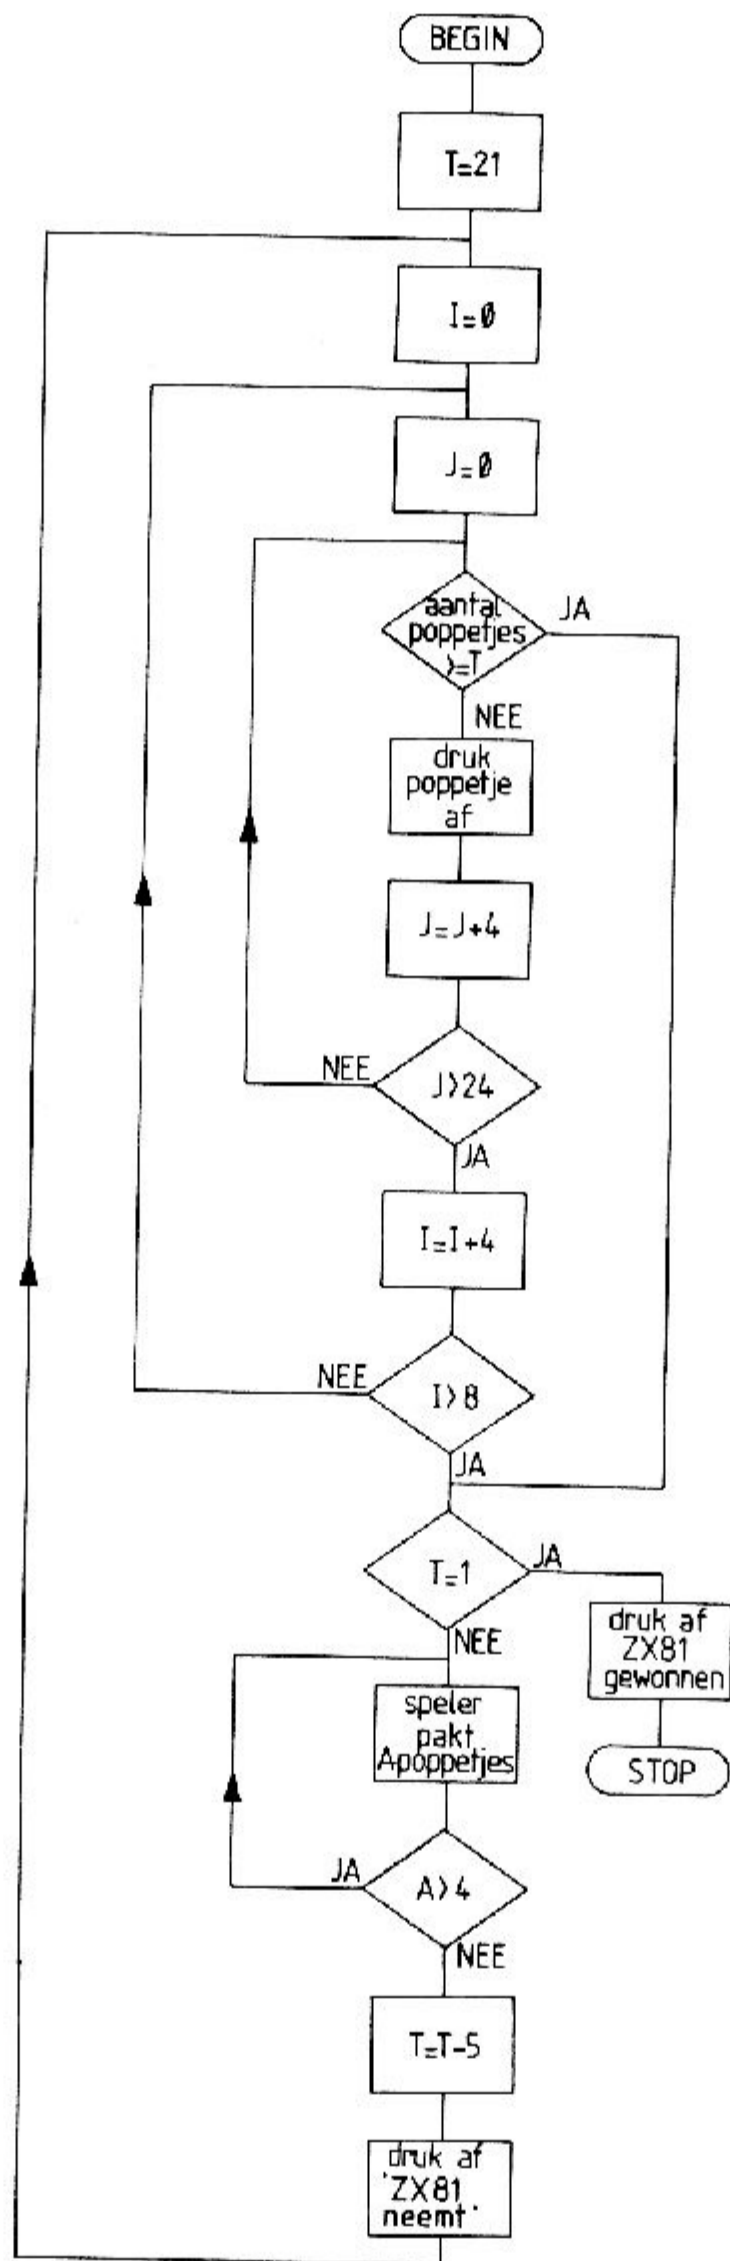 BEGIN
T=21
I=Ø
J=Ø
aantal
poppetjes
>=T
JA
NEE
druk
poppetje
af
J=J+4
NEE
J>24
JA
I=I+4
NEE
I>8
JA
T=1
JA
NEE
druk af
ZX81
gewonnen
speler
pakt
Apoppetjes
STOP
JA
A>4
NEE
T=T-5
druk af
'ZX81
neemt'